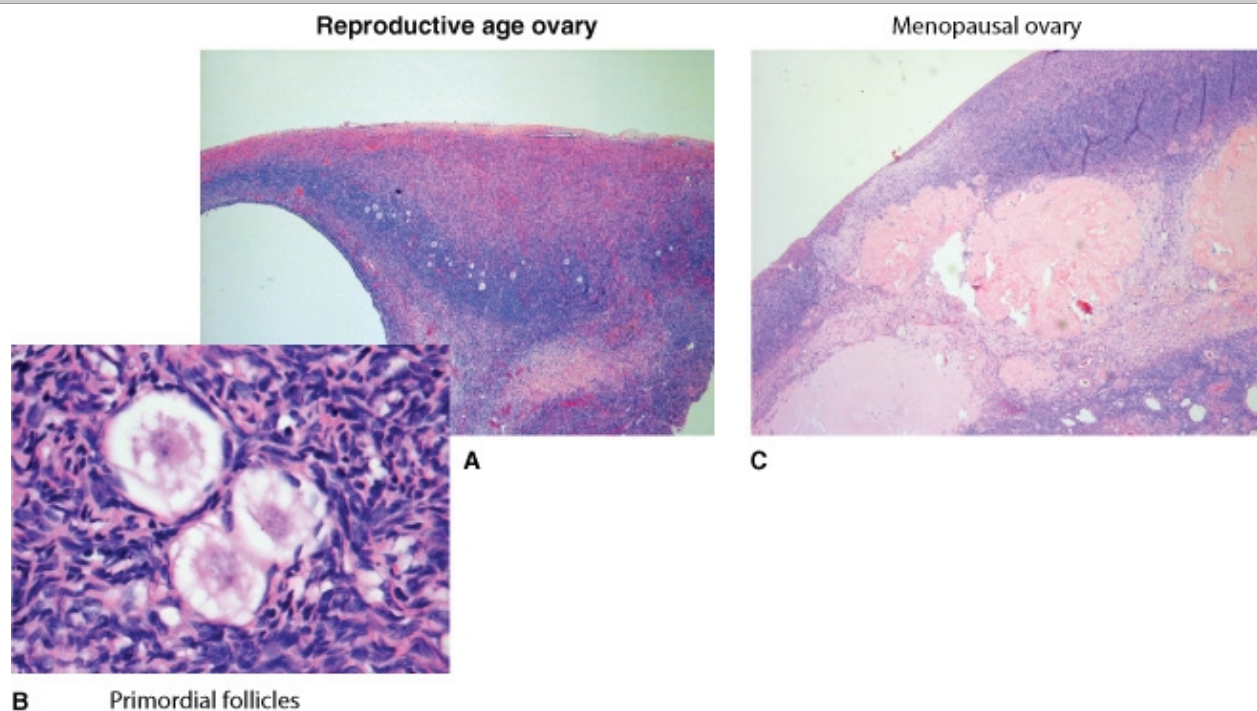 Reproductive age ovary
Menopausal ovary
A
C
B
Primordial follicles